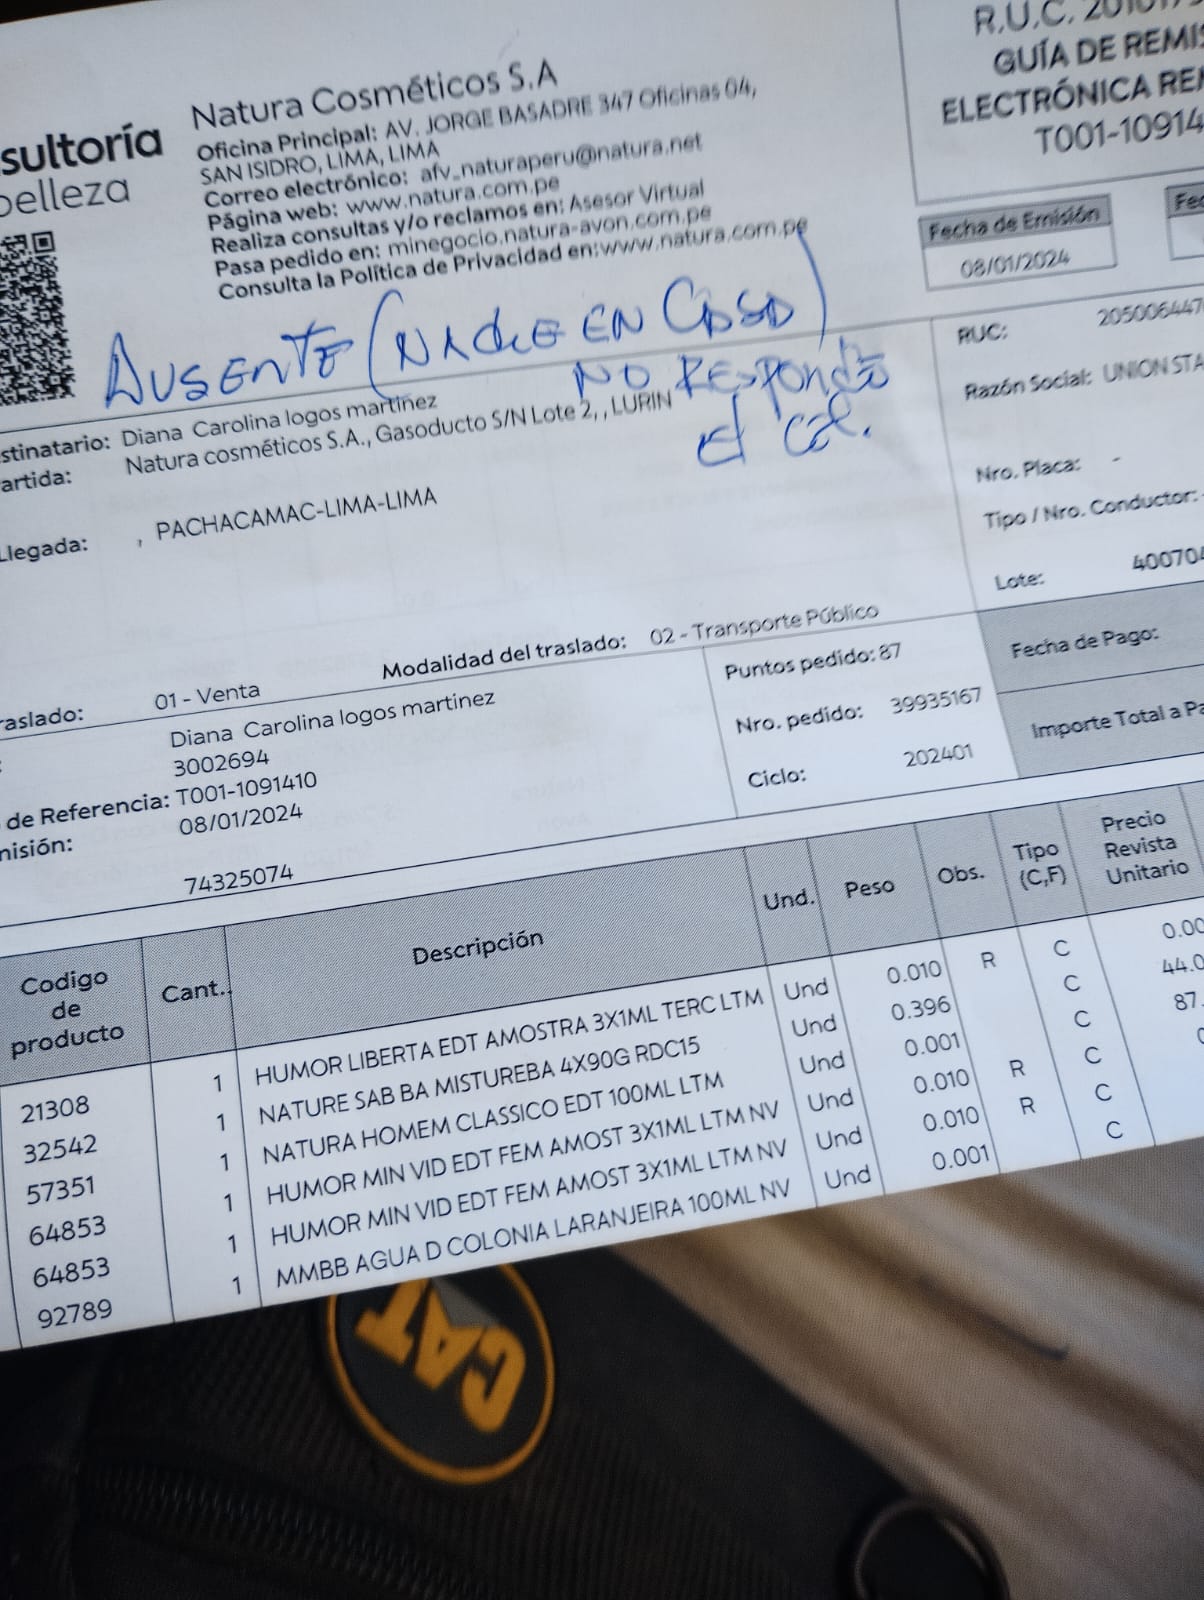 Natura Cosméticos S.A
Oficina Principal: AV. JORGE BASADRE 347 Oficinas 04,
SAN ISIDRO, LIMA, LIMA
Correo electrónico: afv_naturaperu@natura.net
Página web: www.natura.com.pe
Realiza consultas y/o reclamos en: Asesor Virtual
Pasa pedido en: minegocio.natura-avon.com.pe
Consulta la Política de Privacidad en:www.natura.com.pe
sultoría
belleza
R.U.C.
GUÍA DE REMIS
ELECTRÓNICA REM
T001-10914
Fecha de Emisión
Fec
08/01/2024
AUSENTE (NADIE EN CASA)
NO RESPONDE
El Cel.
stinatario: Diana Carolina logos martinez
artida: Natura cosméticos S.A., Gasoducto S/N Lote 2, , LURIN
Llegada: , PACHACAMAC-LIMA-LIMA
RUC: 205006447
Razón Social: UNION STA
Nro. Placa: -
Tipo / Nro. Conductor:
Lote: 400704
raslado: 01 - Venta
Modalidad del traslado: 02 - Transporte Público
: Diana Carolina logos martinez
3002694
de Referencia: T001-1091410
misión: 08/01/2024
74325074
Puntos pedido: 87
Nro. pedido: 39935167
Ciclo: 202401
Fecha de Pago:
Importe Total a Pa
Codigo de producto Cant.. Descripción Und. Peso Obs. Tipo (C,F) Precio Revista Unitario
21308 1 HUMOR LIBERTA EDT AMOSTRA 3X1ML TERC LTM Und 0.010 R C 0.00
32542 1 NATURE SAB BA MISTUREBA 4X90G RDC15 Und 0.396 C 44.0
57351 1 NATURA HOMEM CLASSICO EDT 100ML LTM Und 0.001 C 87.
64853 1 HUMOR MIN VID EDT FEM AMOST 3X1ML LTM NV Und 0.010 R C
64853 1 HUMOR MIN VID EDT FEM AMOST 3X1ML LTM NV Und 0.010 R C
92789 1 MMBB AGUA D COLONIA LARANJEIRA 100ML NV Und 0.001 C
CAT